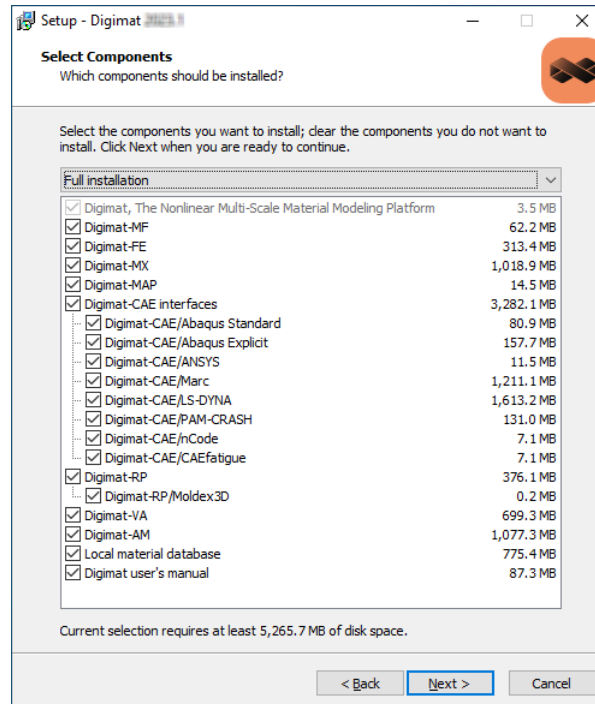 Setup - Digimat
Select Components
Which components should be installed?
Select the components you want to install; clear the components you do not want to
install. Click Next when you are ready to continue.
Full installation
Digimat, The Nonlinear Multi-Scale Material Modeling Platform 3.5 MB
Digimat-MF 62.2 MB
Digimat-FE 313.4 MB
Digimat-MX 1,018.9 MB
Digimat-MAP 14.5 MB
Digimat-CAE interfaces 3,282.1 MB
Digimat-CAE/Abaqus Standard 80.9 MB
Digimat-CAE/Abaqus Explicit 157.7 MB
Digimat-CAE/ANSYS 11.5 MB
Digimat-CAE/Marc 1,211.1 MB
Digimat-CAE/LS-DYNA 1,613.2 MB
Digimat-CAE/PAM-CRASH 131.0 MB
Digimat-CAE/nCode 7.1 MB
Digimat-CAE/CAEfatigue 7.1 MB
Digimat-RP 376.1 MB
Digimat-RP/Moldex3D 0.2 MB
Digimat-VA 699.3 MB
Digimat-AM 1,077.3 MB
Local material database 775.4 MB
Digimat user's manual 87.3 MB
Current selection requires at least 5,265.7 MB of disk space.
< Back Next > Cancel